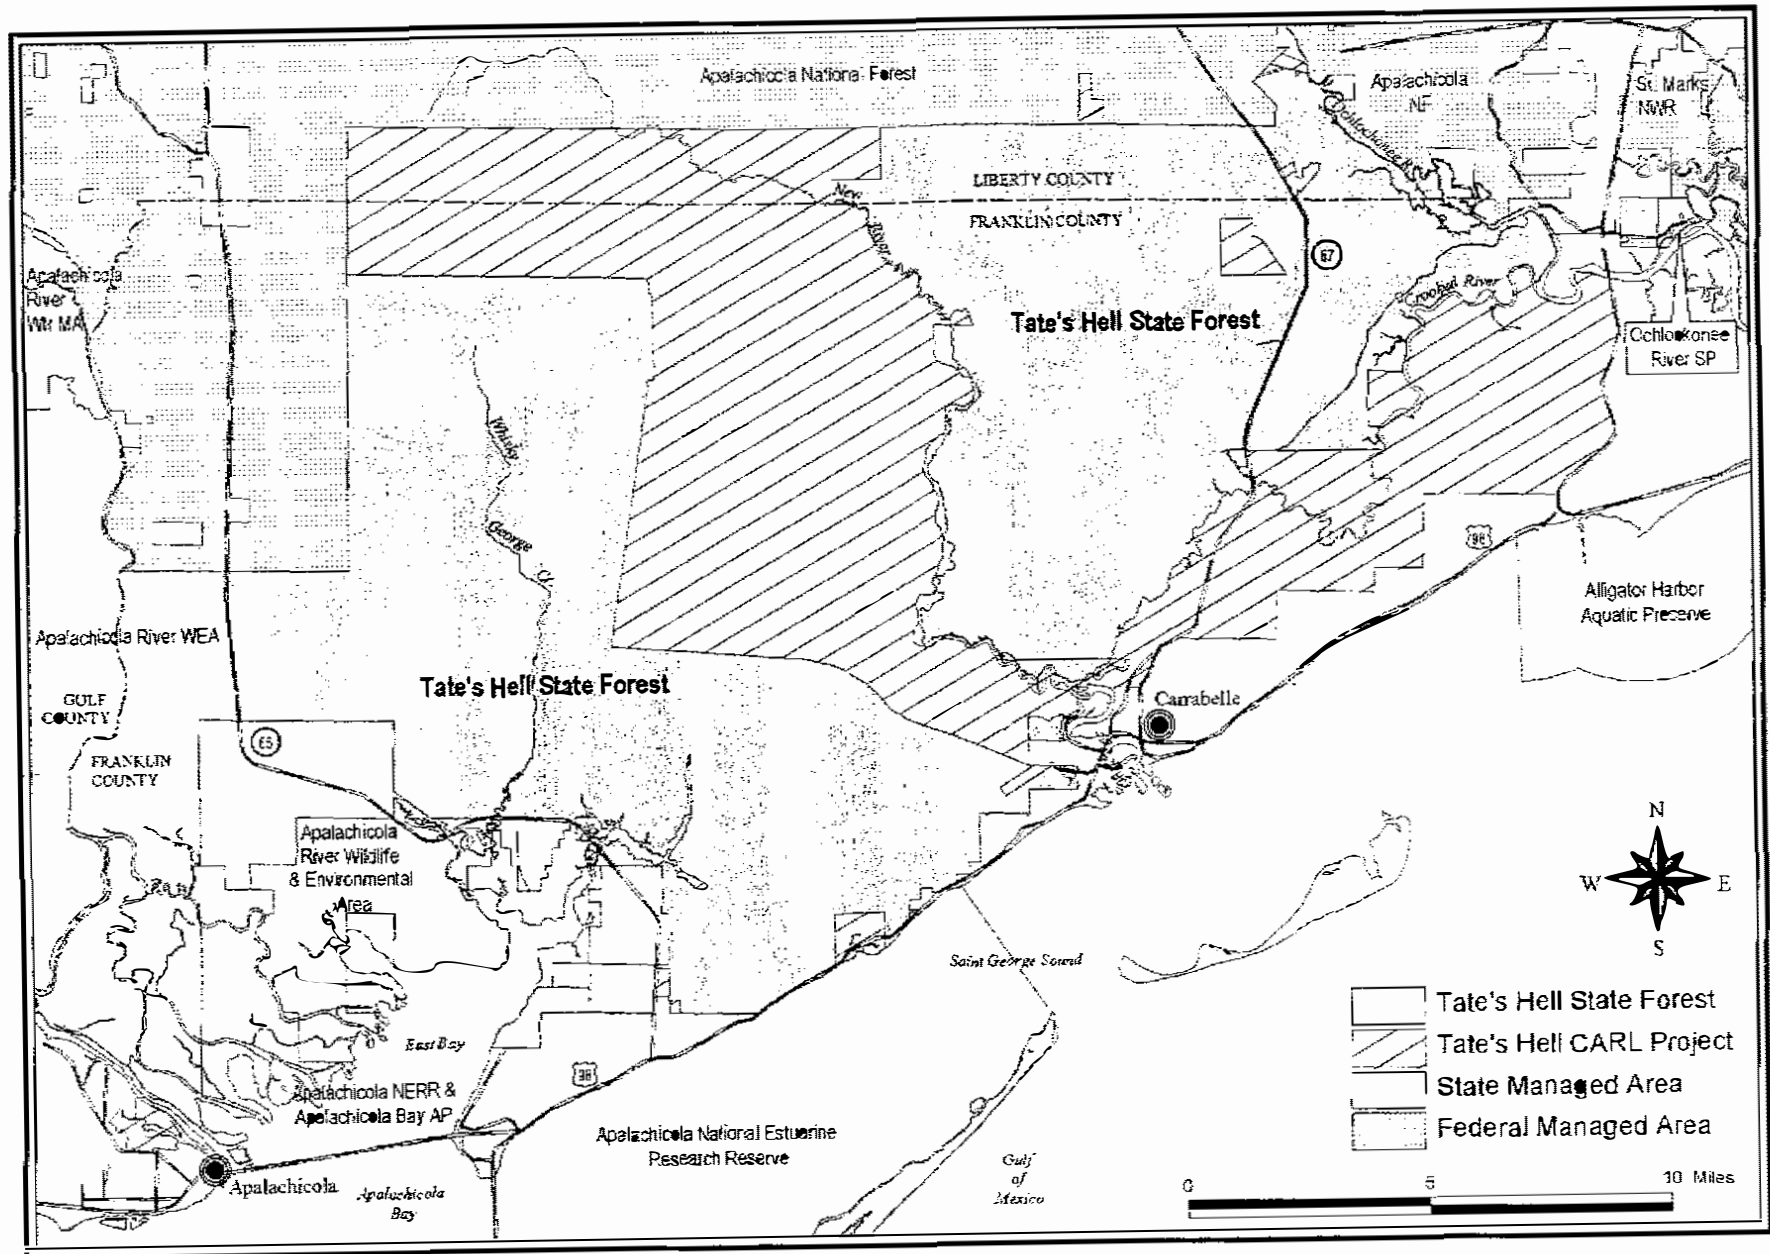 Apalachicola National Forest
Apalachicola
NF
St. Marks
NWR
Ochlockonee Rv
LIBERTY COUNTY
FRANKLIN COUNTY
New
River
67
Apalachicola
River
Wtr MA
Crooked River
Tate's Hell State Forest
Ochlockonee
River SP
Whisky
George
Cr
98
Alligator Harbor
Aquatic Preserve
Apalachicola River WEA
Tate's Hell State Forest
GULF
COUNTY
Carrabelle
65
FRANKLIN
COUNTY
Apalachicola
River Wildlife
& Environmental
Area
N
W E
S
Saint George Sound
East Bay
98
Apalachicola NERR &
Apalachicola Bay AP
Apalachicola National Estuarine
Research Reserve
Gulf
of
Mexico
Apalachicola
Apalachicola
Bay
Tate's Hell State Forest
Tate's Hell CARL Project
State Managed Area
Federal Managed Area
0 5 10 Miles